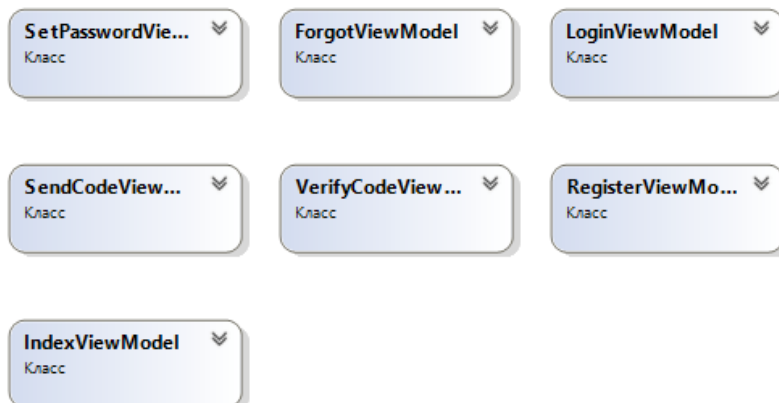 SetPasswordVie...
Класс
ForgotViewModel
Класс
LoginViewModel
Класс
SendCodeView...
Класс
VerifyCodeView...
Класс
RegisterViewMo...
Класс
IndexViewModel
Класс